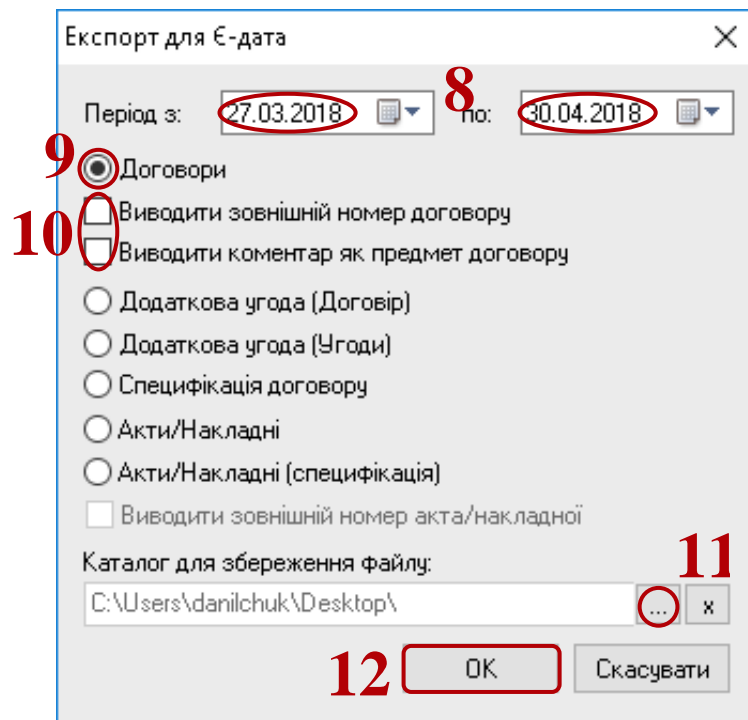 Експорт для Є-дата
Період з: 27.03.2018 8 по: 30.04.2018
9 Договори
Виводити зовнішній номер договору
10
Виводити коментар як предмет договору
Додаткова угода (Договір)
Додаткова угода (Угоди)
Специфікація договору
Акти/Накладні
Акти/Накладні (специфікація)
Виводити зовнішній номер акта/накладної
Каталог для збереження файлу: 11
C:\Users\danilchuk\Desktop\ ... x
12 OK Скасувати